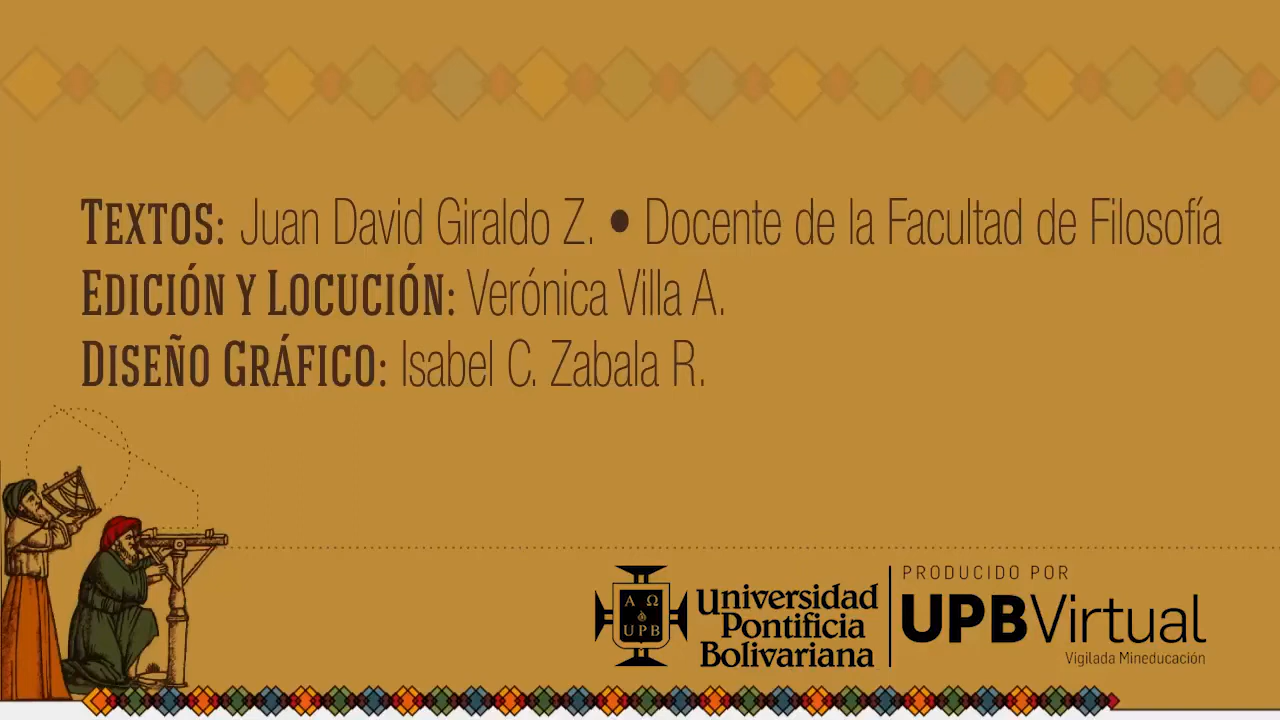 TEXTOS: Juan David Giraldo Z. • Docente de la Facultad de Filosofía
EDICIÓN Y LOCUCIÓN: Verónica Villa A.
DISEÑO GRÁFICO: Isabel C. Zabala R.
Α Ω
UPB
Universidad
Pontificia
Bolivariana
PRODUCIDO POR
UPBVirtual
Vigilada Mineducación